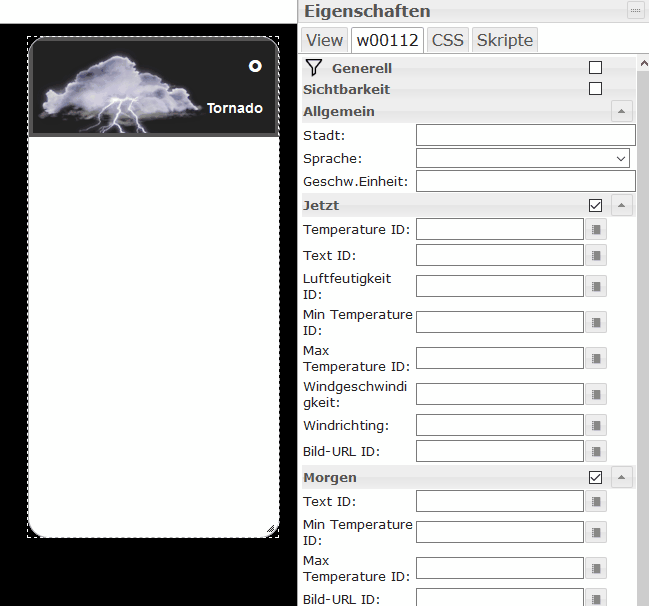 Eigenschaften
View
w00112
CSS
Skripte
Generell
Sichtbarkeit
Allgemein
Stadt:
Sprache:
Geschw.Einheit:
Jetzt
Temperature ID:
Text ID:
Luftfeutigkeit
ID:
Min Temperature
ID:
Max
Temperature ID:
Windgeschwindi
gkeit:
Windrichting:
Bild-URL ID:
Morgen
Text ID:
Min Temperature
ID:
Max
Temperature ID:
Bild-URL ID:
Tornado